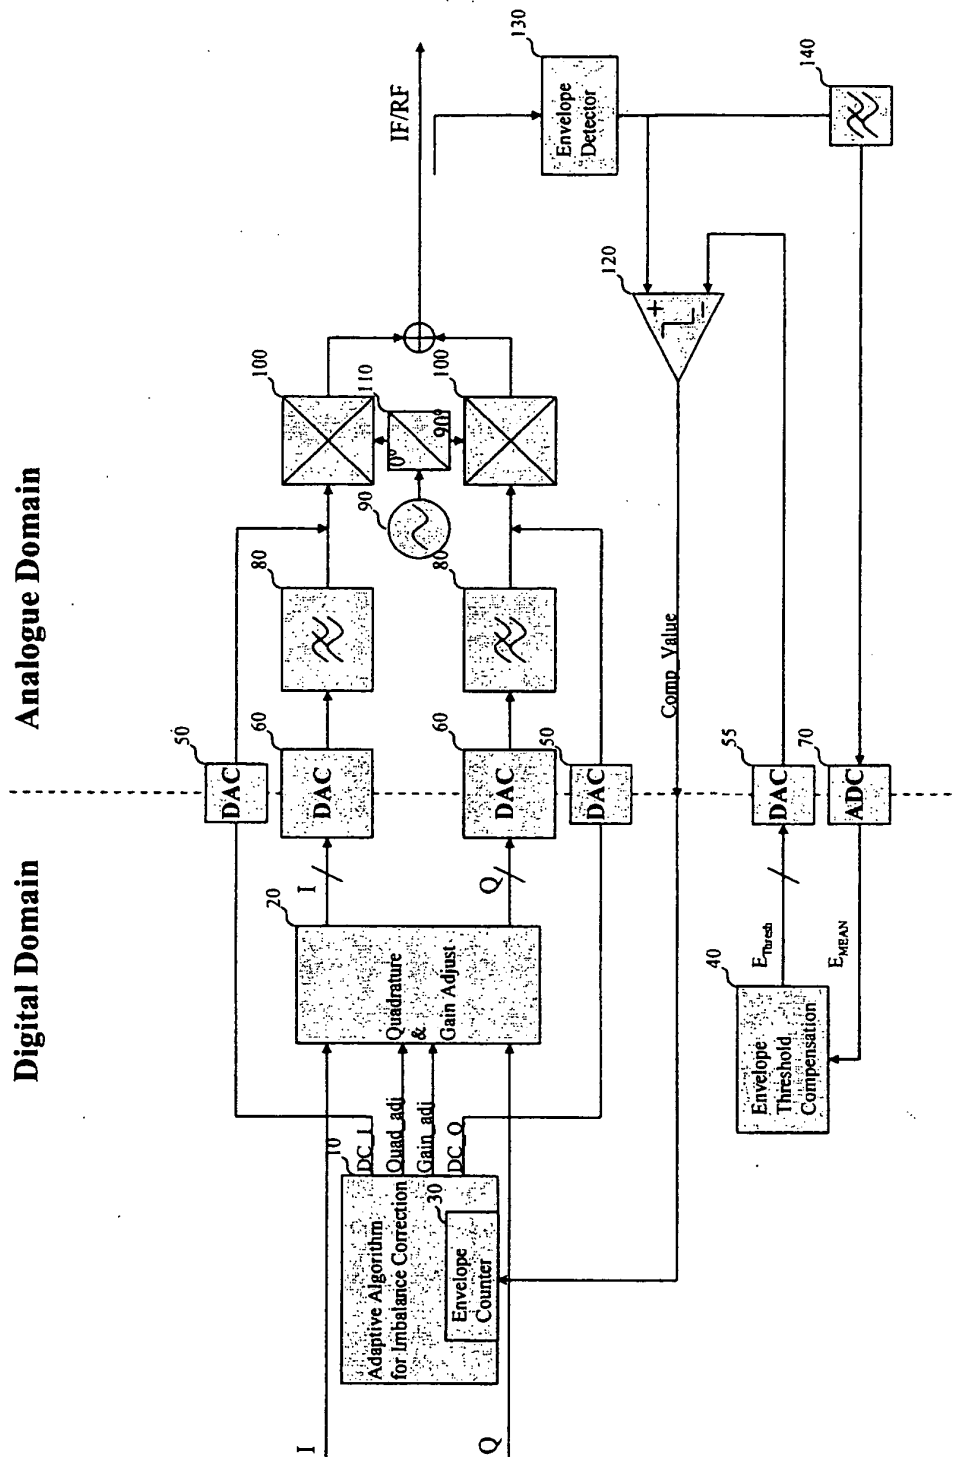 Digital Domain
Analogue Domain
I
Q
10
Adaptive Algorithm
for Imbalance Correction
30
Envelope
Counter
DC_I
Quad_adj
Gain_adj
DC_Q
20
Quadrature
&
Gain Adjust
I
Q
50
DAC
60
DAC
60
DAC
50
DAC
80
80
90
100
110
0°
90°
100
IF/RF
130
Envelope
Detector
140
120
+
−
Comp_Value
55
DAC
70
ADC
40
Envelope
Threshold
Compensation
E_Thresh
E_MEAN